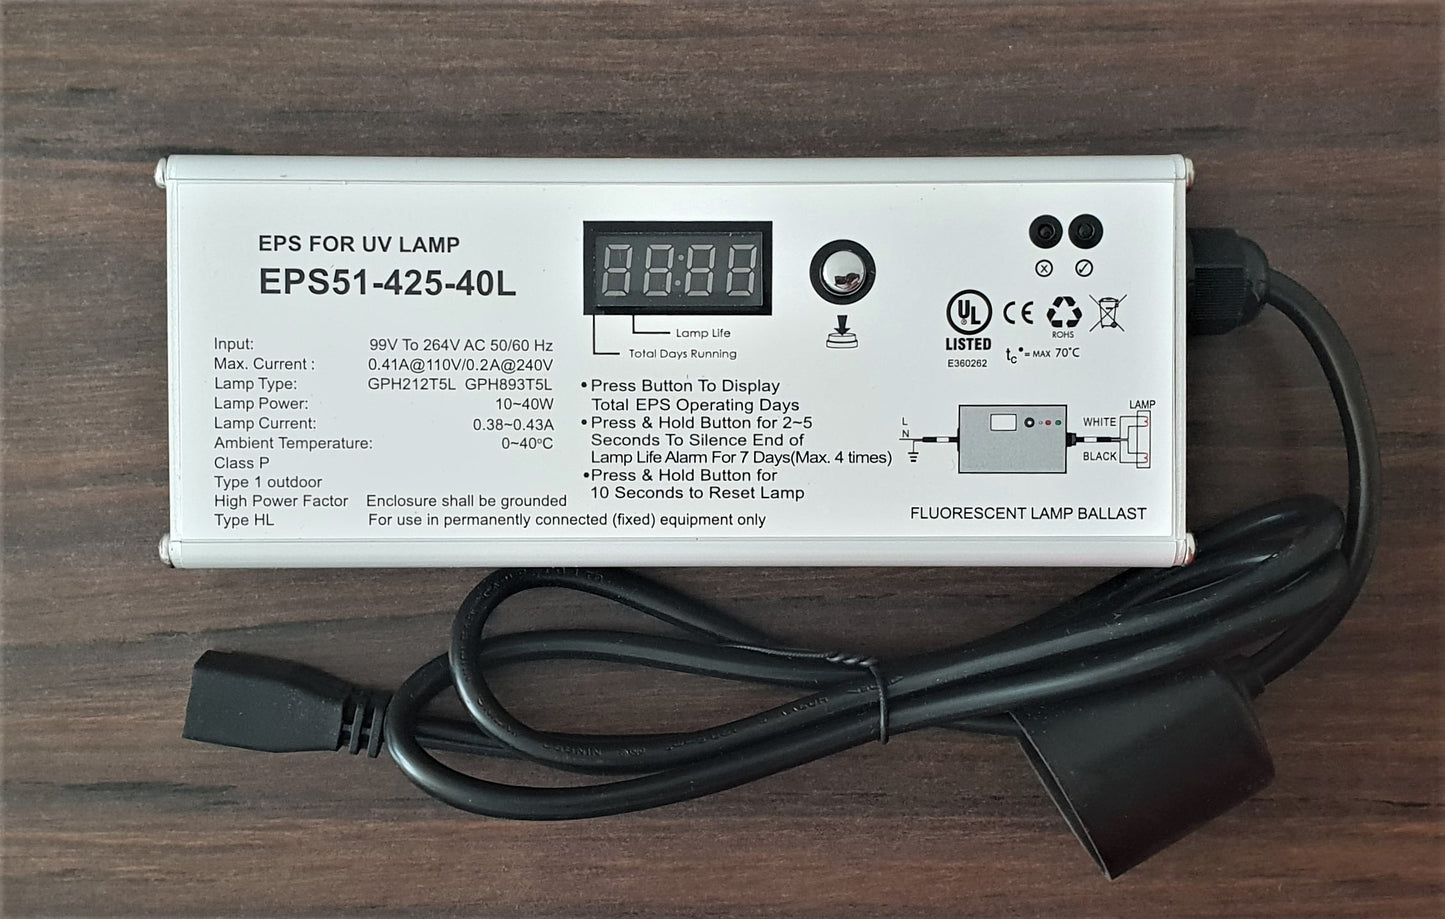 EPS FOR UV LAMP
EPS51-425-40L
Input: 99V To 264V AC 50/60 Hz
Max. Current : 0.41A@110V/0.2A@240V
Lamp Type: GPH212T5L GPH893T5L
Lamp Power: 10~40W
Lamp Current: 0.38~0.43A
Ambient Temperature: 0~40°C
Class P
Type 1 outdoor
High Power Factor Enclosure shall be grounded
Type HL For use in permanently connected (fixed) equipment only
Lamp Life
Total Days Running
•Press Button To Display
Total EPS Operating Days
•Press & Hold Button for 2~5
Seconds To Silence End of
Lamp Life Alarm For 7 Days(Max. 4 times)
•Press & Hold Button for
10 Seconds to Reset Lamp
UL
LISTED
E360262
CE
ROHS
tc•= MAX 70°C
L
N
WHITE
BLACK
LAMP
FLUORESCENT LAMP BALLAST